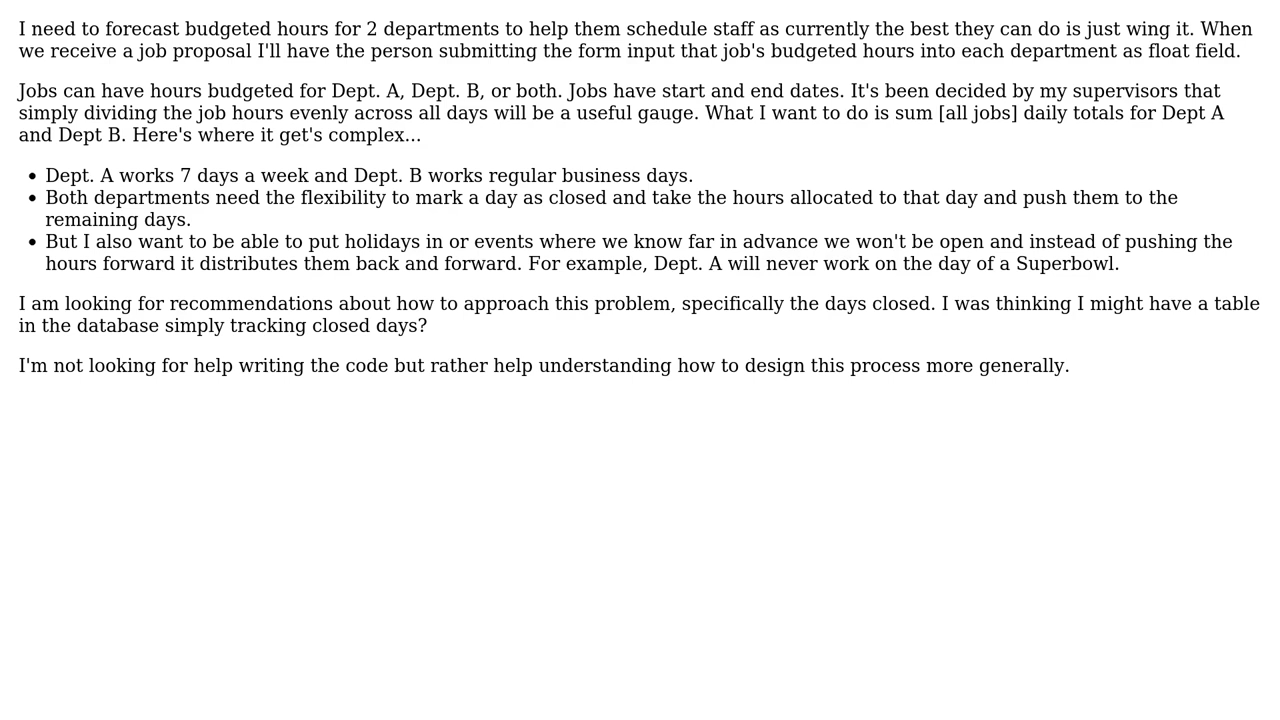 I need to forecast budgeted hours for 2 departments to help them schedule staff as currently the best they can do is just wing it. When
we receive a job proposal I'll have the person submitting the form input that job's budgeted hours into each department as float field.
Jobs can have hours budgeted for Dept. A, Dept. B, or both. Jobs have start and end dates. It's been decided by my supervisors that
simply dividing the job hours evenly across all days will be a useful gauge. What I want to do is sum [all jobs] daily totals for Dept A
and Dept B. Here's where it get's complex...
• Dept. A works 7 days a week and Dept. B works regular business days.
• Both departments need the flexibility to mark a day as closed and take the hours allocated to that day and push them to the
remaining days.
• But I also want to be able to put holidays in or events where we know far in advance we won't be open and instead of pushing the
hours forward it distributes them back and forward. For example, Dept. A will never work on the day of a Superbowl.
I am looking for recommendations about how to approach this problem, specifically the days closed. I was thinking I might have a table
in the database simply tracking closed days?
I'm not looking for help writing the code but rather help understanding how to design this process more generally.